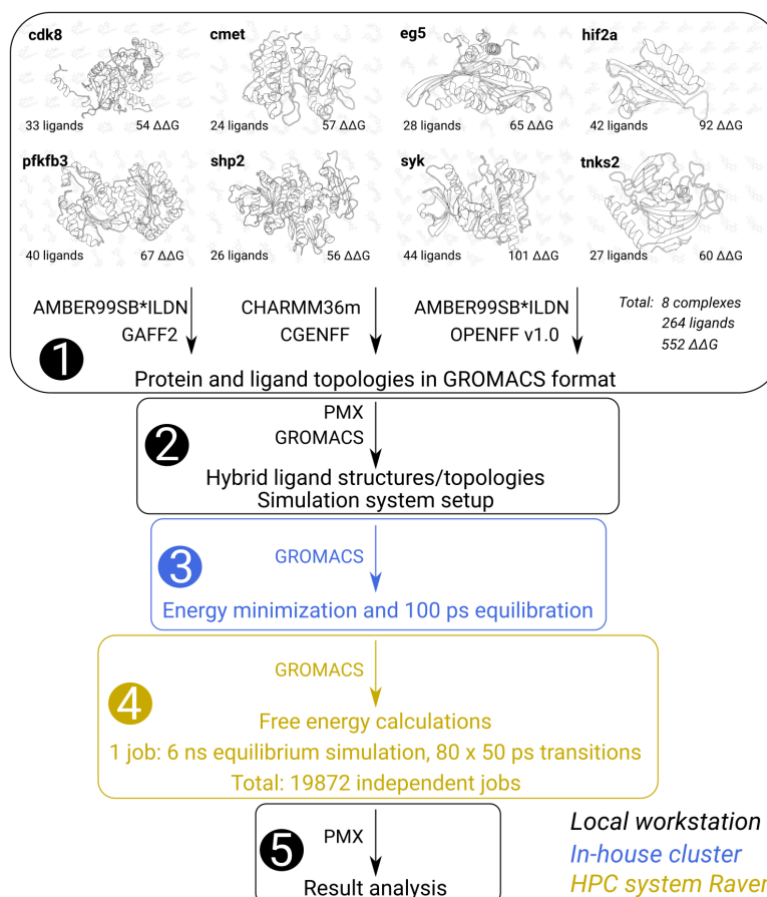 cdk8
33 ligands 54 ΔΔG
cmet
24 ligands 57 ΔΔG
eg5
28 ligands 65 ΔΔG
hif2a
42 ligands 92 ΔΔG
pfkfb3
40 ligands 67 ΔΔG
shp2
26 ligands 56 ΔΔG
syk
44 ligands 101 ΔΔG
tnks2
27 ligands 60 ΔΔG
AMBER99SB*ILDN
GAFF2
CHARMM36m
CGENFF
AMBER99SB*ILDN
OPENFF v1.0
Total: 8 complexes
264 ligands
552 ΔΔG
1
Protein and ligand topologies in GROMACS format
2
PMX
GROMACS
Hybrid ligand structures/topologies
Simulation system setup
3
GROMACS
Energy minimization and 100 ps equilibration
4
GROMACS
Free energy calculations
1 job: 6 ns equilibrium simulation, 80 x 50 ps transitions
Total: 19872 independent jobs
5
PMX
Result analysis
Local workstation
In-house cluster
HPC system Raven